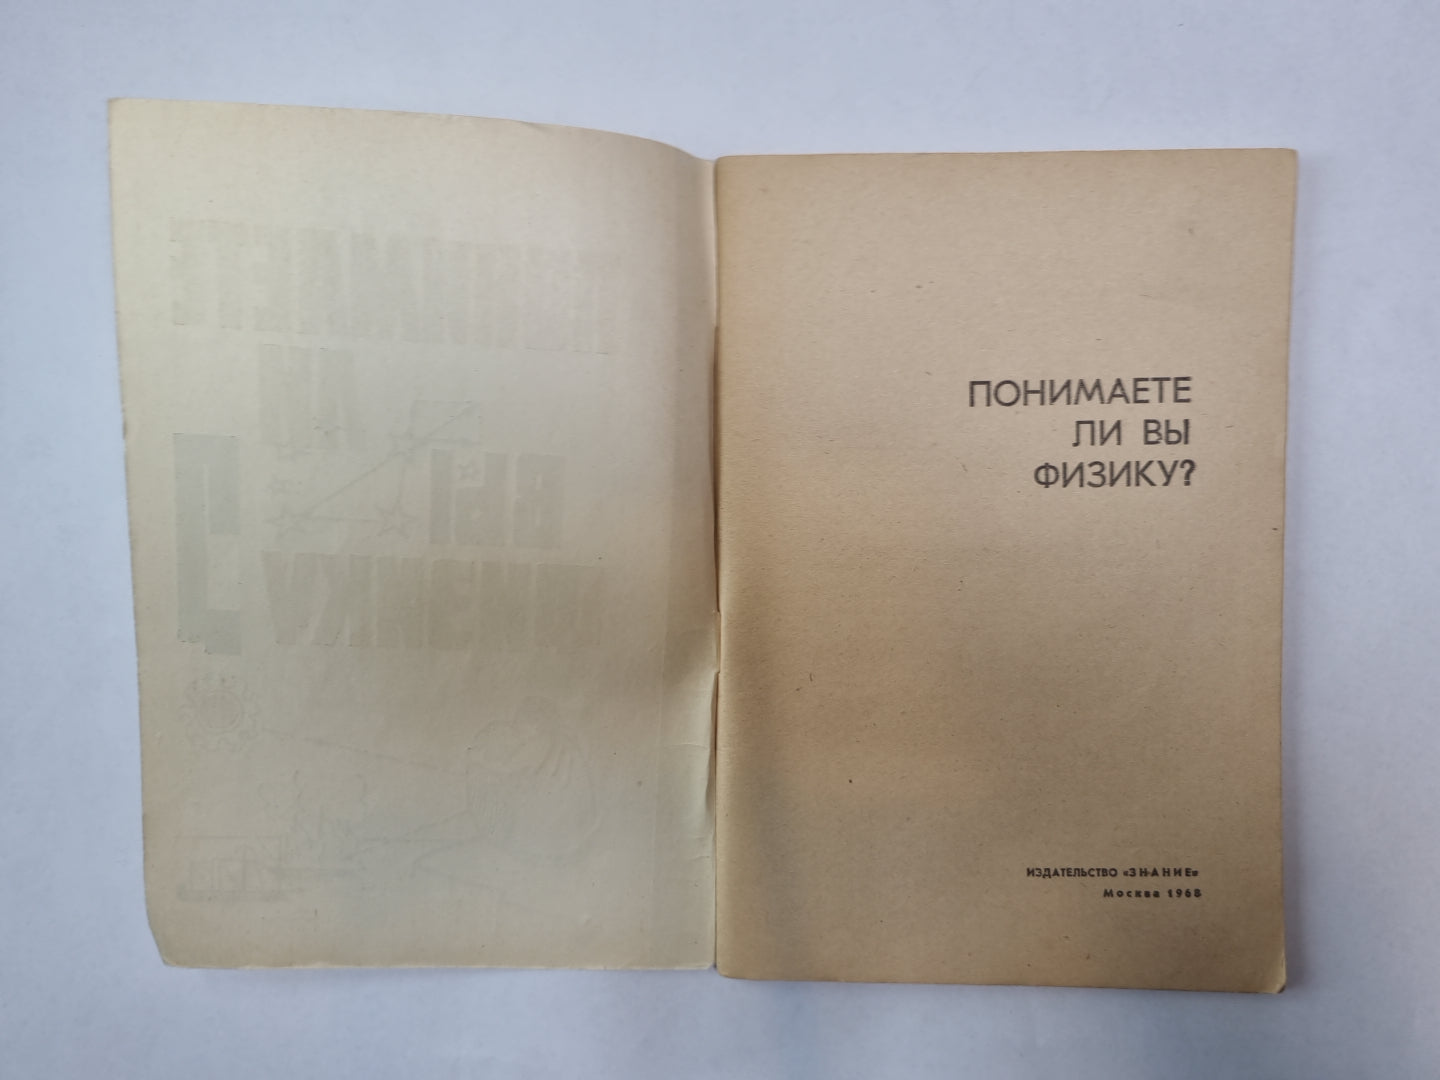 ПОНИМАЕТЕ
ЛИ ВЫ
ФИЗИКУ?
ИЗДАТЕЛЬСТВО «ЗНАНИЕ»
Москва 1968